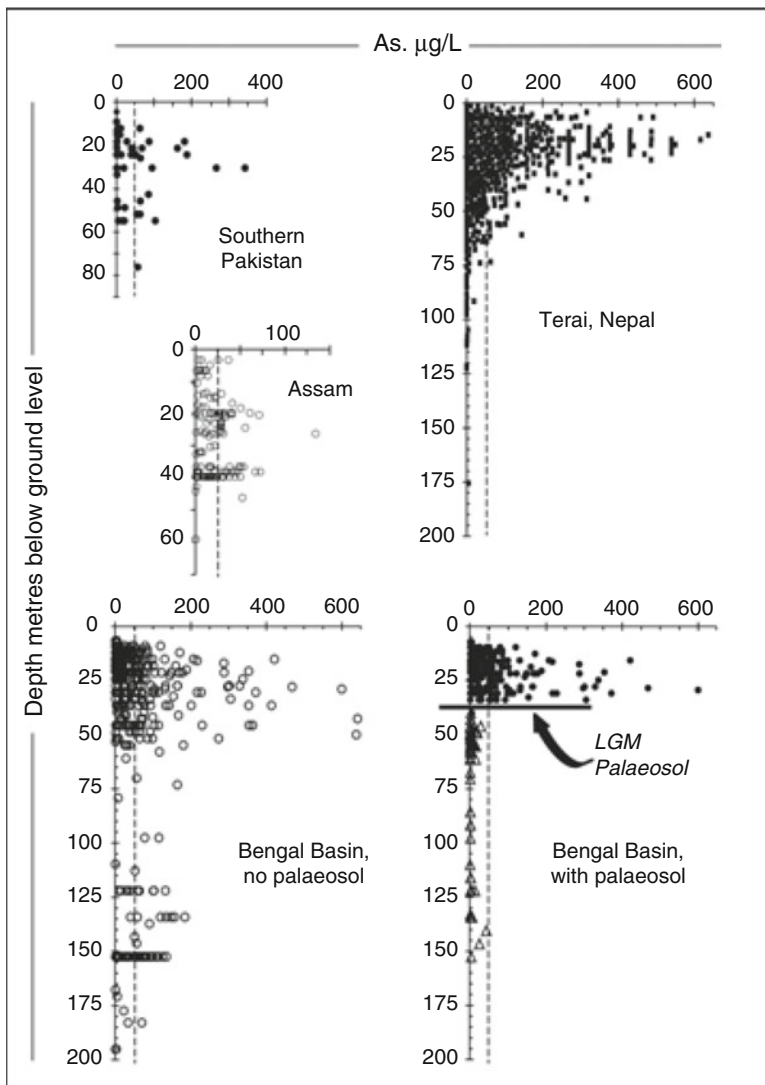 As. μg/L
Depth metres below ground level
0 200 400
0
20
40
60
80
Southern
Pakistan
0 200 400 600
0
25
50
75
100
125
150
175
200
Terai, Nepal
0 100
0
20
40
60
Assam
0 200 400 600
0
25
50
75
100
125
150
175
200
Bengal Basin,
no palaeosol
0 200 400 600
0
25
50
75
100
125
150
175
200
LGM
Palaeosol
Bengal Basin,
with palaeosol